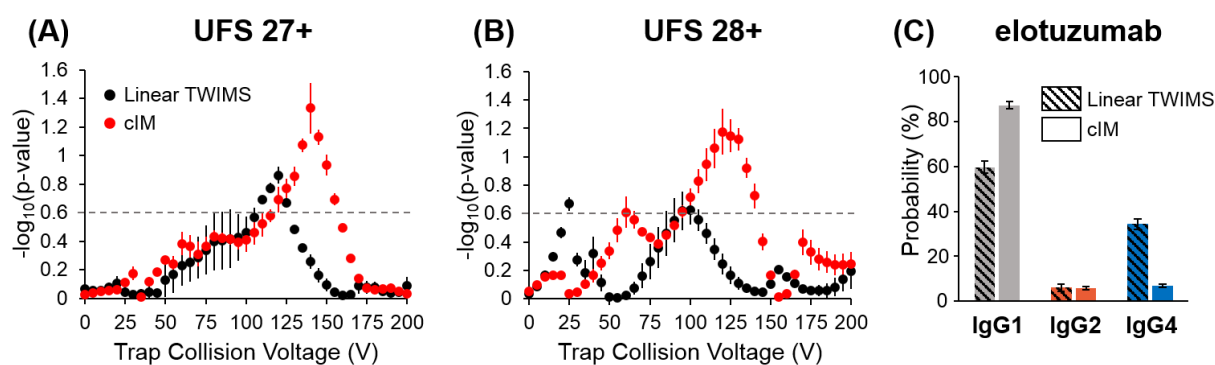 (A) UFS 27+
-log10(p-value)
1.6
1.4
1.2
1
0.8
0.6
0.4
0.2
0
Linear TWIMS
cIM
0 25 50 75 100 125 150 175 200
Trap Collision Voltage (V)
(B) UFS 28+
-log10(p-value)
1.6
1.4
1.2
1
0.8
0.6
0.4
0.2
0
0 25 50 75 100 125 150 175 200
Trap Collision Voltage (V)
(C) elotuzumab
Probability (%)
100
80
60
40
20
0
Linear TWIMS
cIM
IgG1 IgG2 IgG4